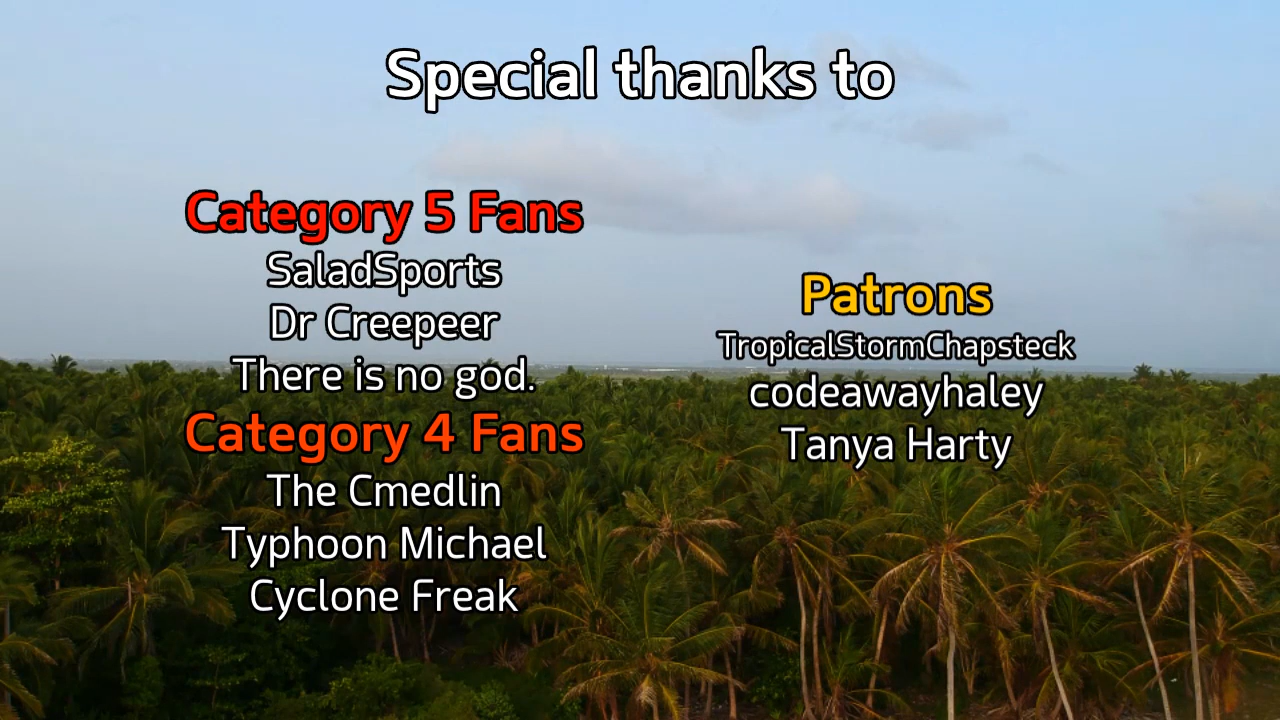 Special thanks to
Category 5 Fans
SaladSports
Dr Creepeer
There is no god.
Category 4 Fans
The Cmedlin
Typhoon Michael
Cyclone Freak
Patrons
TropicalStormChapsteck
codeawayhaley
Tanya Harty